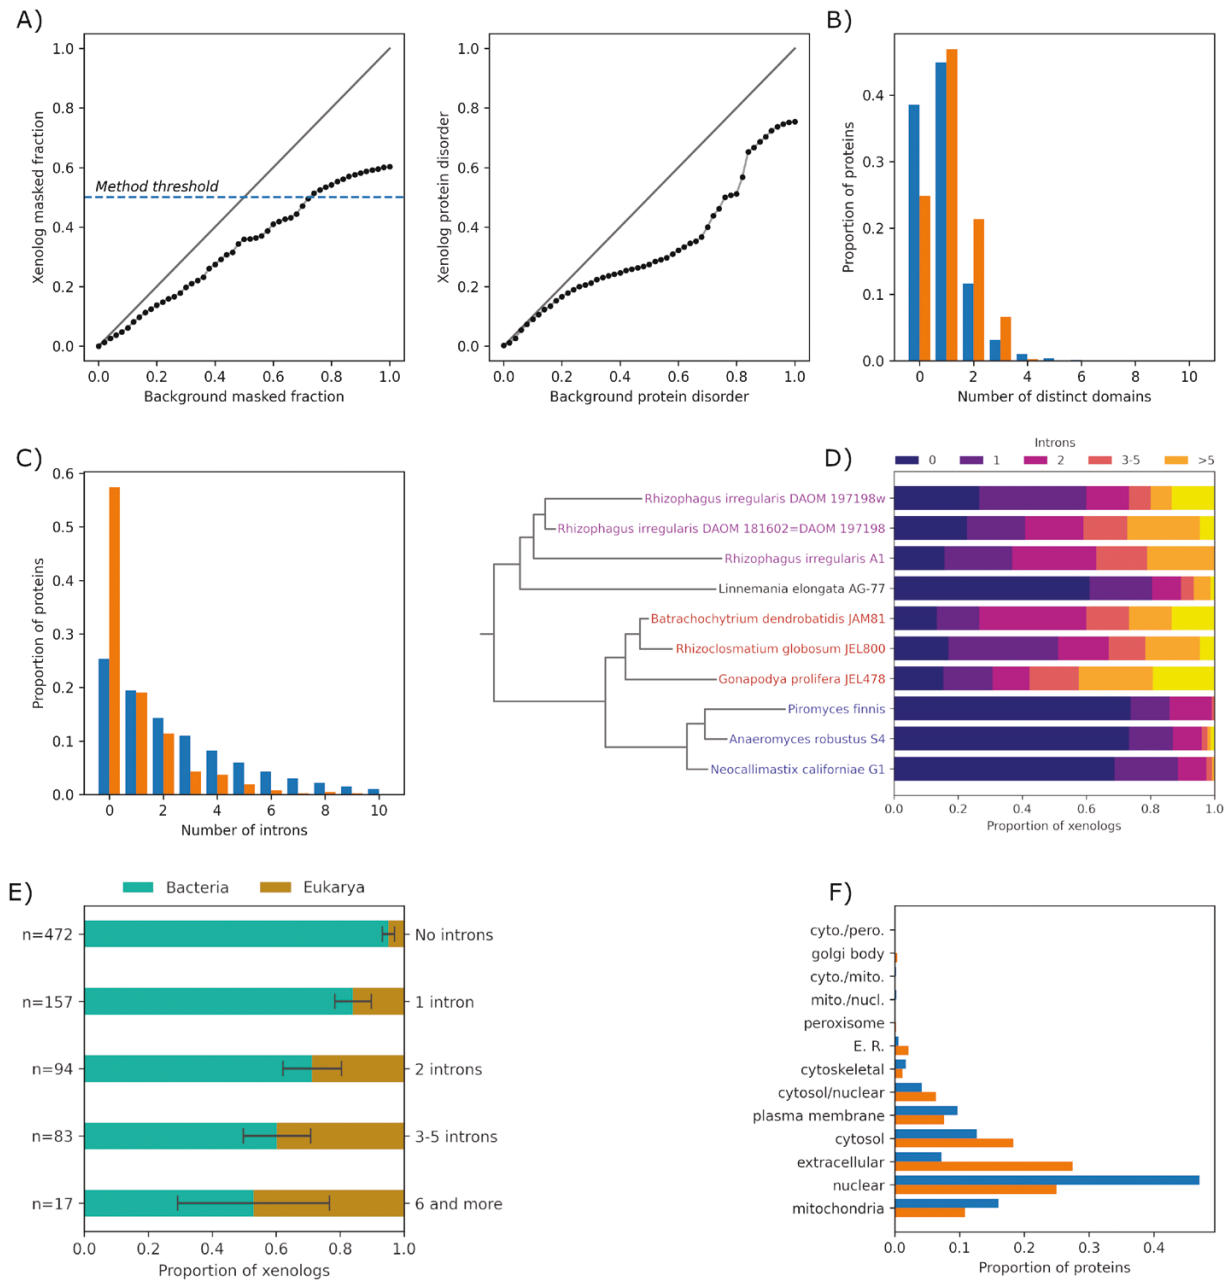 A)
1.0
0.8
0.6
0.4
0.2
0.0
Xenolog masked fraction
Method threshold
0.0 0.2 0.4 0.6 0.8 1.0
Background masked fraction
1.0
0.8
0.6
0.4
0.2
0.0
Xenolog protein disorder
0.0 0.2 0.4 0.6 0.8 1.0
Background protein disorder
B)
0.4
0.3
0.2
0.1
0.0
Proportion of proteins
0 2 4 6 8 10
Number of distinct domains
C)
0.6
0.5
0.4
0.3
0.2
0.1
0.0
Proportion of proteins
0 2 4 6 8 10
Number of introns
D)
Introns
0 1 2 3-5 >5
Rhizophagus irregularis DAOM 197198w
Rhizophagus irregularis DAOM 181602=DAOM 197198
Rhizophagus irregularis A1
Linnemania elongata AG-77
Batrachochytrium dendrobatidis JAM81
Rhizoclosmatium globosum JEL800
Gonapodya prolifera JEL478
Piromyces finnis
Anaeromyces robustus S4
Neocallimastix californiae G1
0.0 0.2 0.4 0.6 0.8 1.0
Proportion of xenologs
E)
Bacteria Eukarya
n=472 No introns
n=157 1 intron
n=94 2 introns
n=83 3-5 introns
n=17 6 and more
0.0 0.2 0.4 0.6 0.8 1.0
Proportion of xenologs
F)
cyto./pero.
golgi body
cyto./mito.
mito./nucl.
peroxisome
E. R.
cytoskeletal
cytosol/nuclear
plasma membrane
cytosol
extracellular
nuclear
mitochondria
0.0 0.1 0.2 0.3 0.4
Proportion of proteins